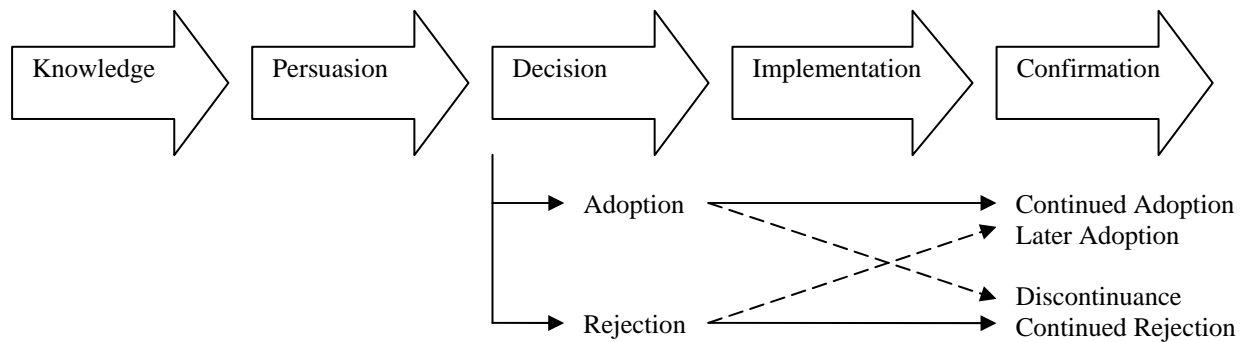 Knowledge
Persuasion
Decision
Implementation
Confirmation
Adoption
Continued Adoption
Later Adoption
Discontinuance
Rejection
Continued Rejection